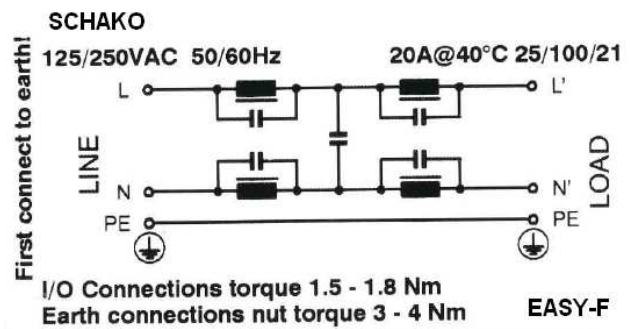 SCHAKO
125/250VAC 50/60Hz
20A@40°C 25/100/21
First connect to earth!
LINE
L
L'
N
N'
PE
PE
LOAD
I/O Connections torque 1.5 - 1.8 Nm
Earth connections nut torque 3 - 4 Nm
EASY-F